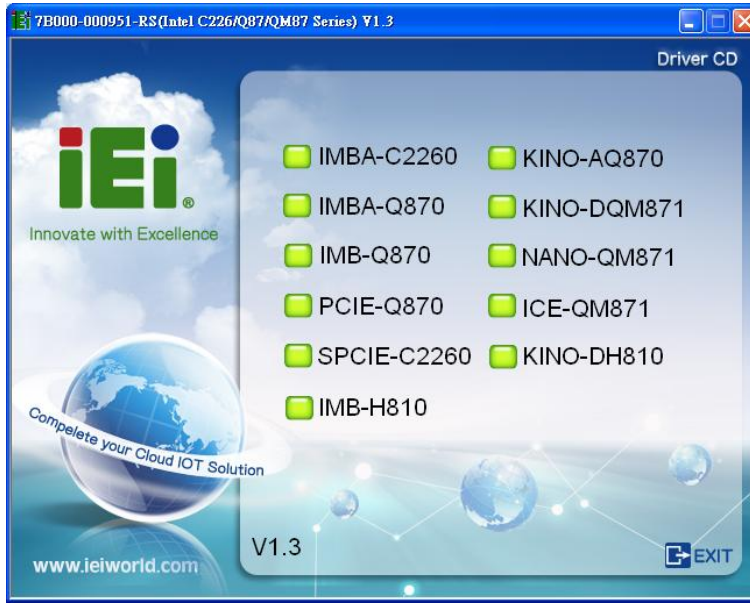 7B000-000951-RS(Intel C226/Q87/QM87 Series) V1.3
Driver CD
iEi®
Innovate with Excellence
IMBA-C2260
IMBA-Q870
IMB-Q870
PCIE-Q870
SPCIE-C2260
IMB-H810
KINO-AQ870
KINO-DQM871
NANO-QM871
ICE-QM871
KINO-DH810
Compelete your Cloud IOT Solution
www.ieiworld.com
V1.3
EXIT